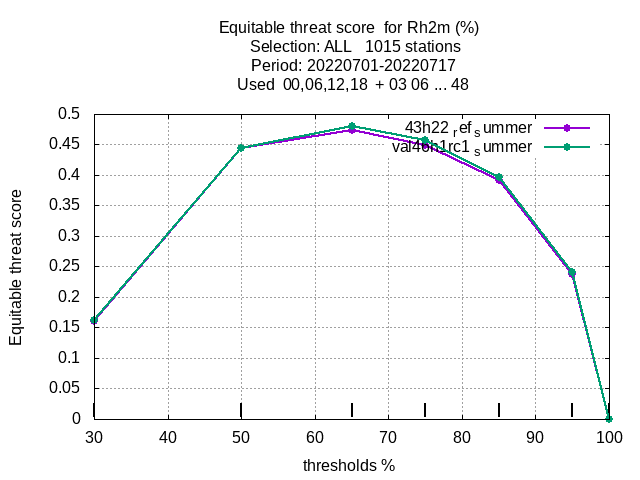 Equitable threat score for Rh2m (%)
Selection: ALL 1015 stations
Period: 20220701-20220717
Used 00,06,12,18 + 03 06 ... 48
43h22refsummer
val46h1rc1summer
Equitable threat score
0.5
0.45
0.4
0.35
0.3
0.25
0.2
0.15
0.1
0.05
0
30 40 50 60 70 80 90 100
thresholds %